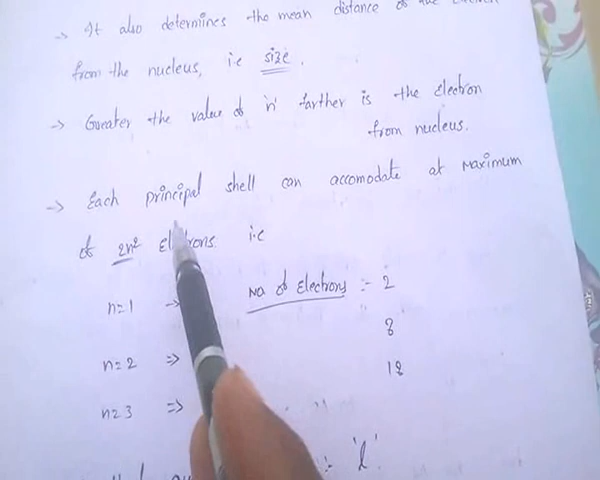 -> It also determines the mean distance of the
from the nucleus, i.e size.
-> Greater the value of 'n' farther is the Electron
from nucleus.
-> Each principal shell can accomodate at Maximum
of 2n² Electrons i.e
No of Electrons :- 2
n=1 ->
8
n=2 =>
18
n=3 =>
:- 'l'.